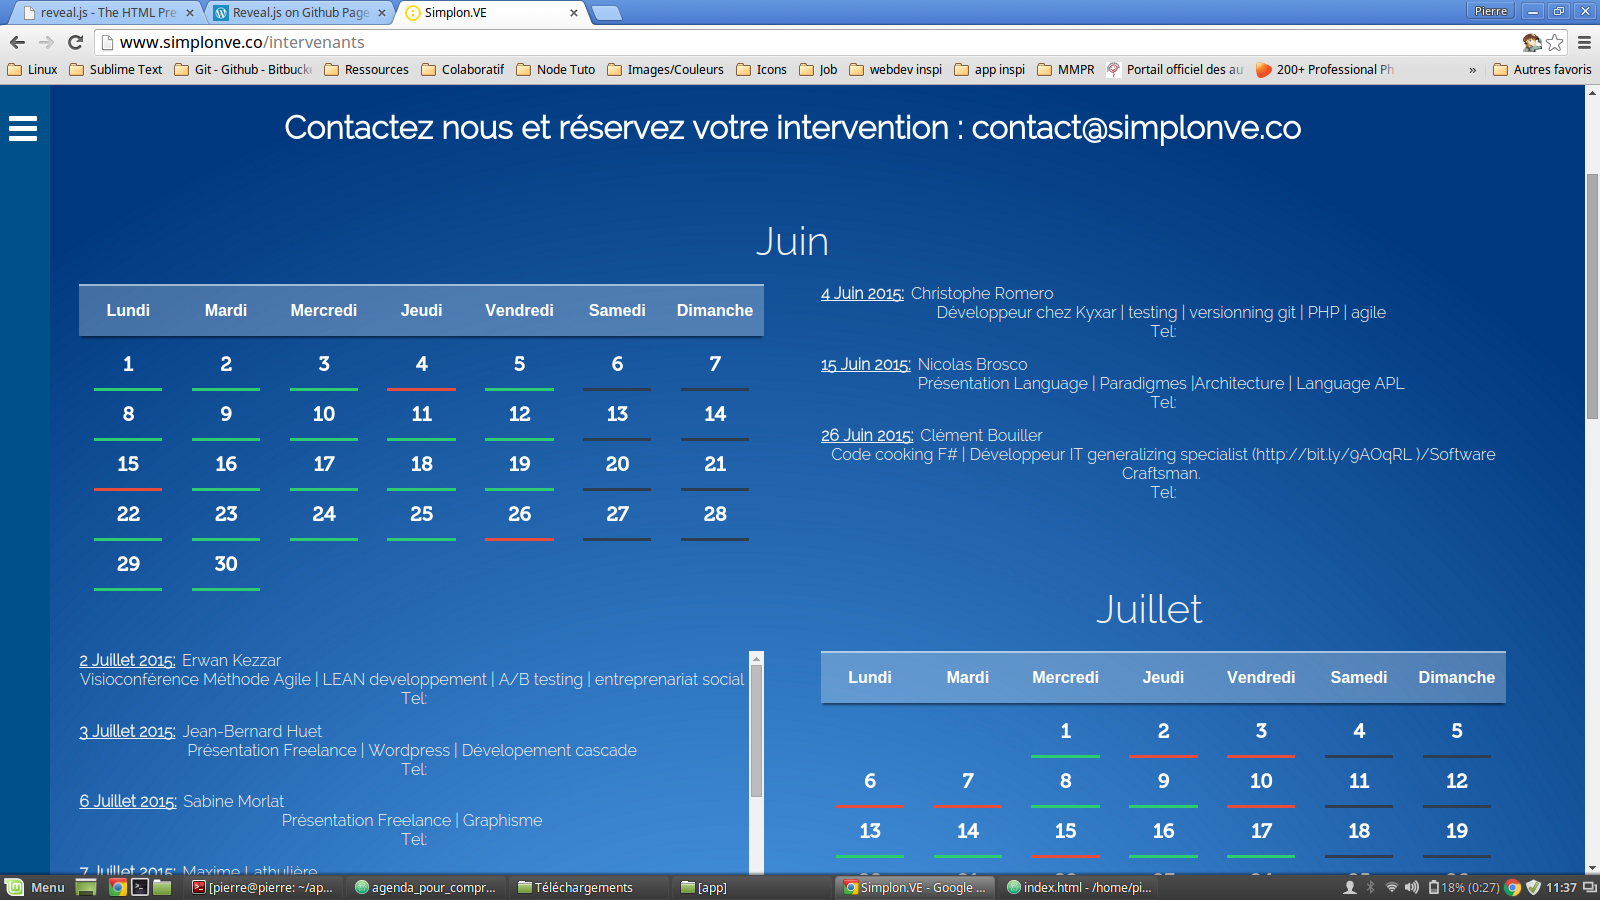 reveal.js - The HTML Pre
Reveal.js on Github Page
Simplon.VE
Pierre
www.simplonve.co/intervenants
Linux
Sublime Text
Git - Github - Bitbucke
Ressources
Colaboratif
Node Tuto
Images/Couleurs
Icons
Job
webdev inspi
app inspi
MMPR
Portail officiel des au
200+ Professional Ph
»
Autres favoris
Contactez nous et réservez votre intervention : contact@simplonve.co
Juin
Lundi Mardi Mercredi Jeudi Vendredi Samedi Dimanche
1 2 3 4 5 6 7
8 9 10 11 12 13 14
15 16 17 18 19 20 21
22 23 24 25 26 27 28
29 30
4 Juin 2015: Christophe Romero
Développeur chez Kyxar | testing | versionning git | PHP | agile
Tel:
15 Juin 2015: Nicolas Brosco
Présentation Language | Paradigmes |Architecture | Language APL
Tel:
26 Juin 2015: Clément Bouiller
Code cooking F# | Développeur IT generalizing specialist (http://bit.ly/9AOqRL )/Software
Craftsman.
Tel:
2 Juillet 2015: Erwan Kezzar
Visioconférence Méthode Agile | LEAN developpement | A/B testing | entreprenariat social
Tel:
3 Juillet 2015: Jean-Bernard Huet
Présentation Freelance | Wordpress | Dévelopement cascade
Tel:
6 Juillet 2015: Sabine Morlat
Présentation Freelance | Graphisme
Tel:
7 Juillet 2015: Maxime Lathulière
Juillet
Lundi Mardi Mercredi Jeudi Vendredi Samedi Dimanche
1 2 3 4 5
6 7 8 9 10 11 12
13 14 15 16 17 18 19
Menu
[pierre@pierre: ~/ap...
agenda_pour_compr...
Téléchargements
[app]
Simplon.VE - Google ...
index.html - /home/pi...
18% (0:27)
11:37